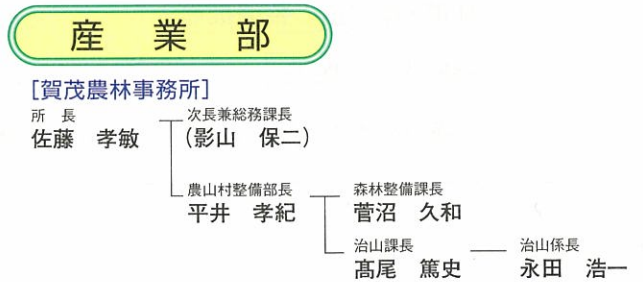 産業部
[賀茂農林事務所]
所長 次長兼総務課長
佐藤 孝敏 (影山 保二)
農山村整備部長 森林整備課長
平井 孝紀 菅沼 久和
治山課長 治山係長
髙尾 篤史 永田 浩一